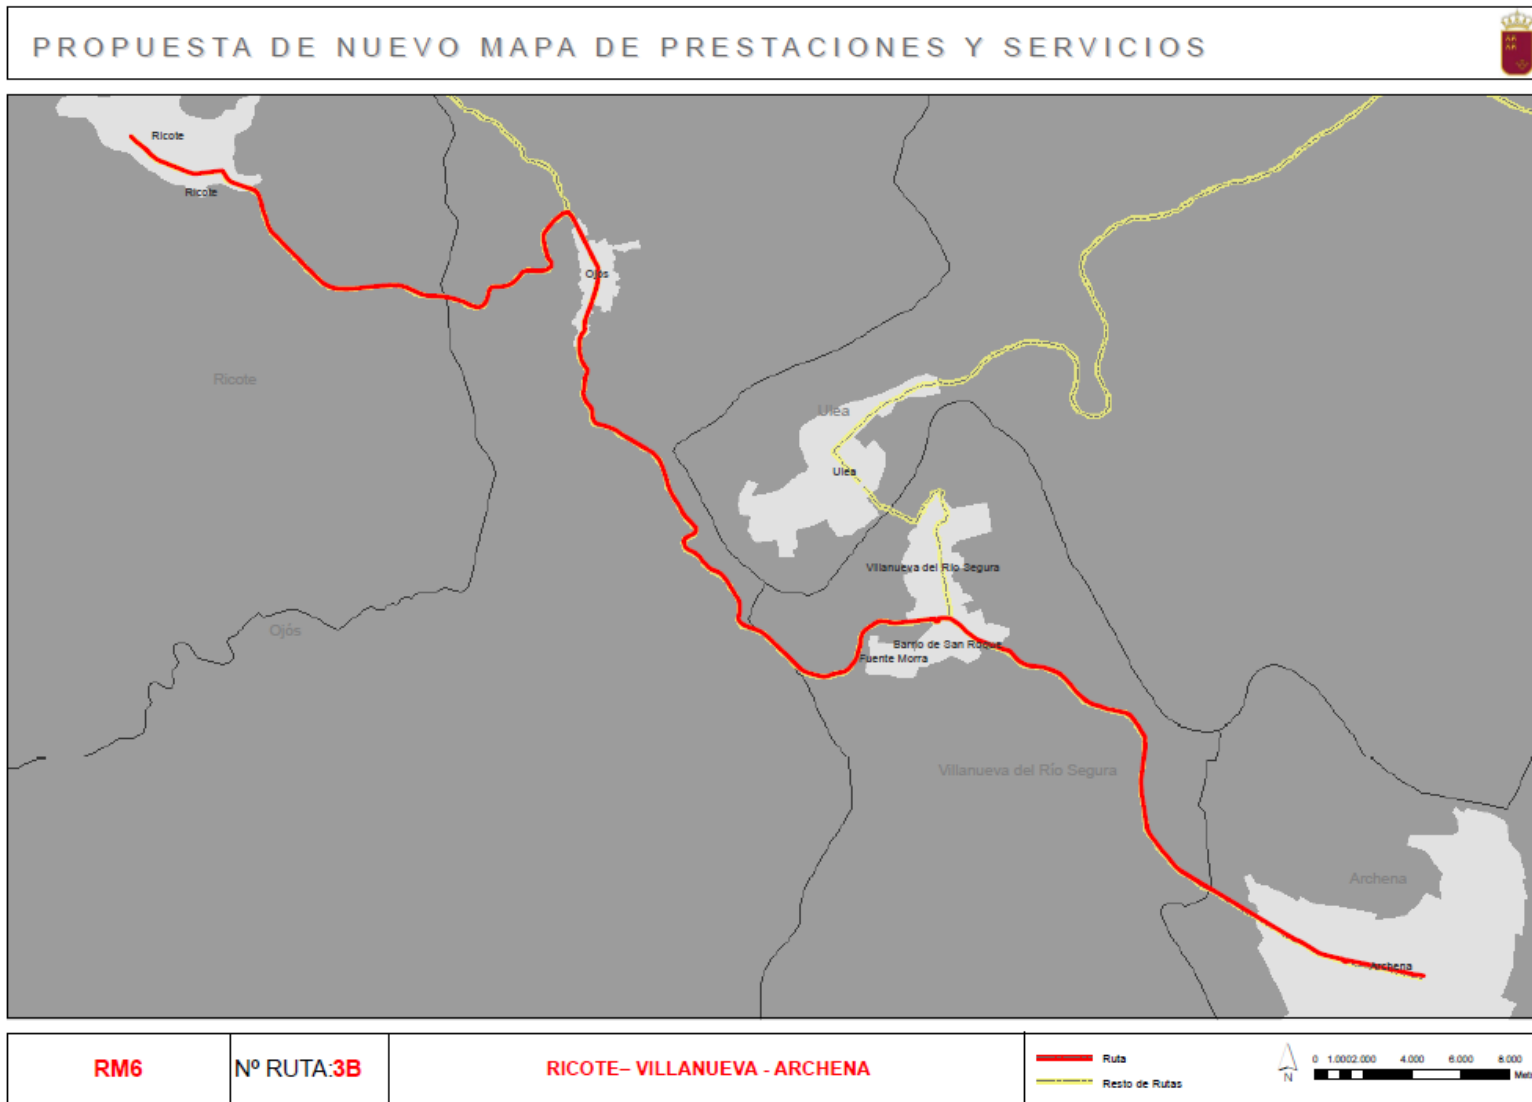 PROPUESTA DE NUEVO MAPA DE PRESTACIONES Y SERVICIOS
Ricote
Ricote
Ojós
Ricote
Ulea
Ulea
Villanueva del Río Segura
Ojós
Barrio de San Roque
Fuente Morra
Villanueva del Río Segura
Archena
Archena
RM6
Nº RUTA:3B
RICOTE– VILLANUEVA - ARCHENA
Ruta
Resto de Rutas
N
0 1.0002.000 4.000 6.000 8.000